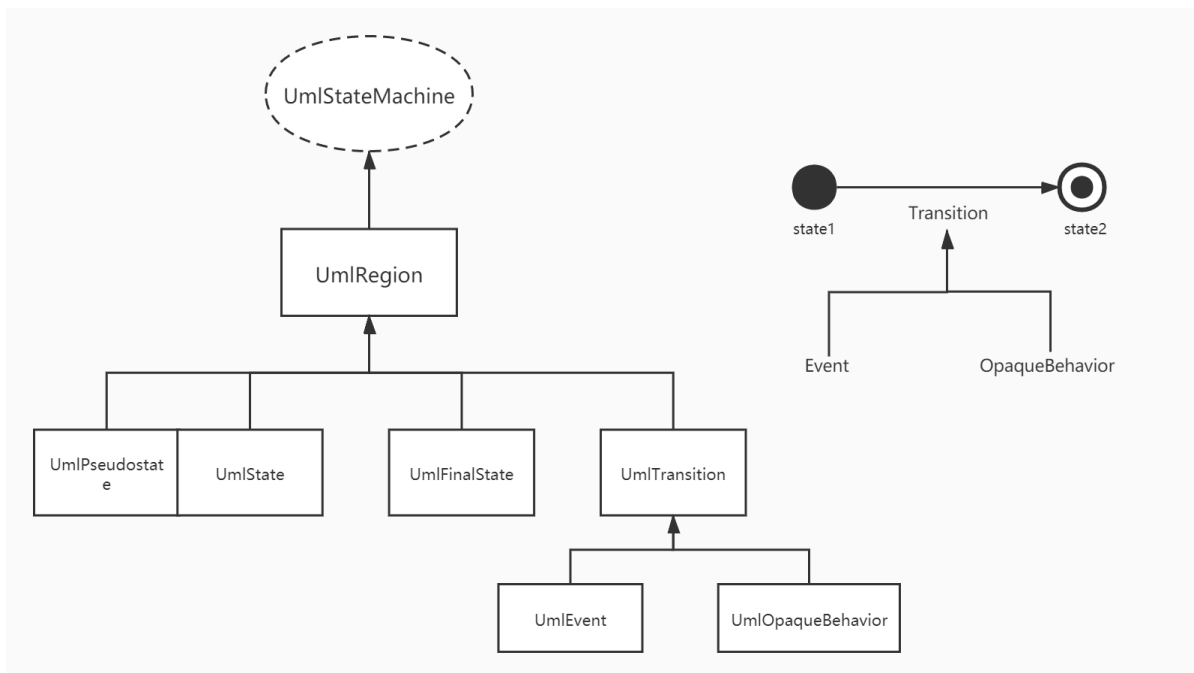 UmlStateMachine
UmlRegion
UmlPseudostat
e
UmlState
UmlFinalState
UmlTransition
UmlEvent
UmlOpaqueBehavior
Transition
state1
state2
Event
OpaqueBehavior